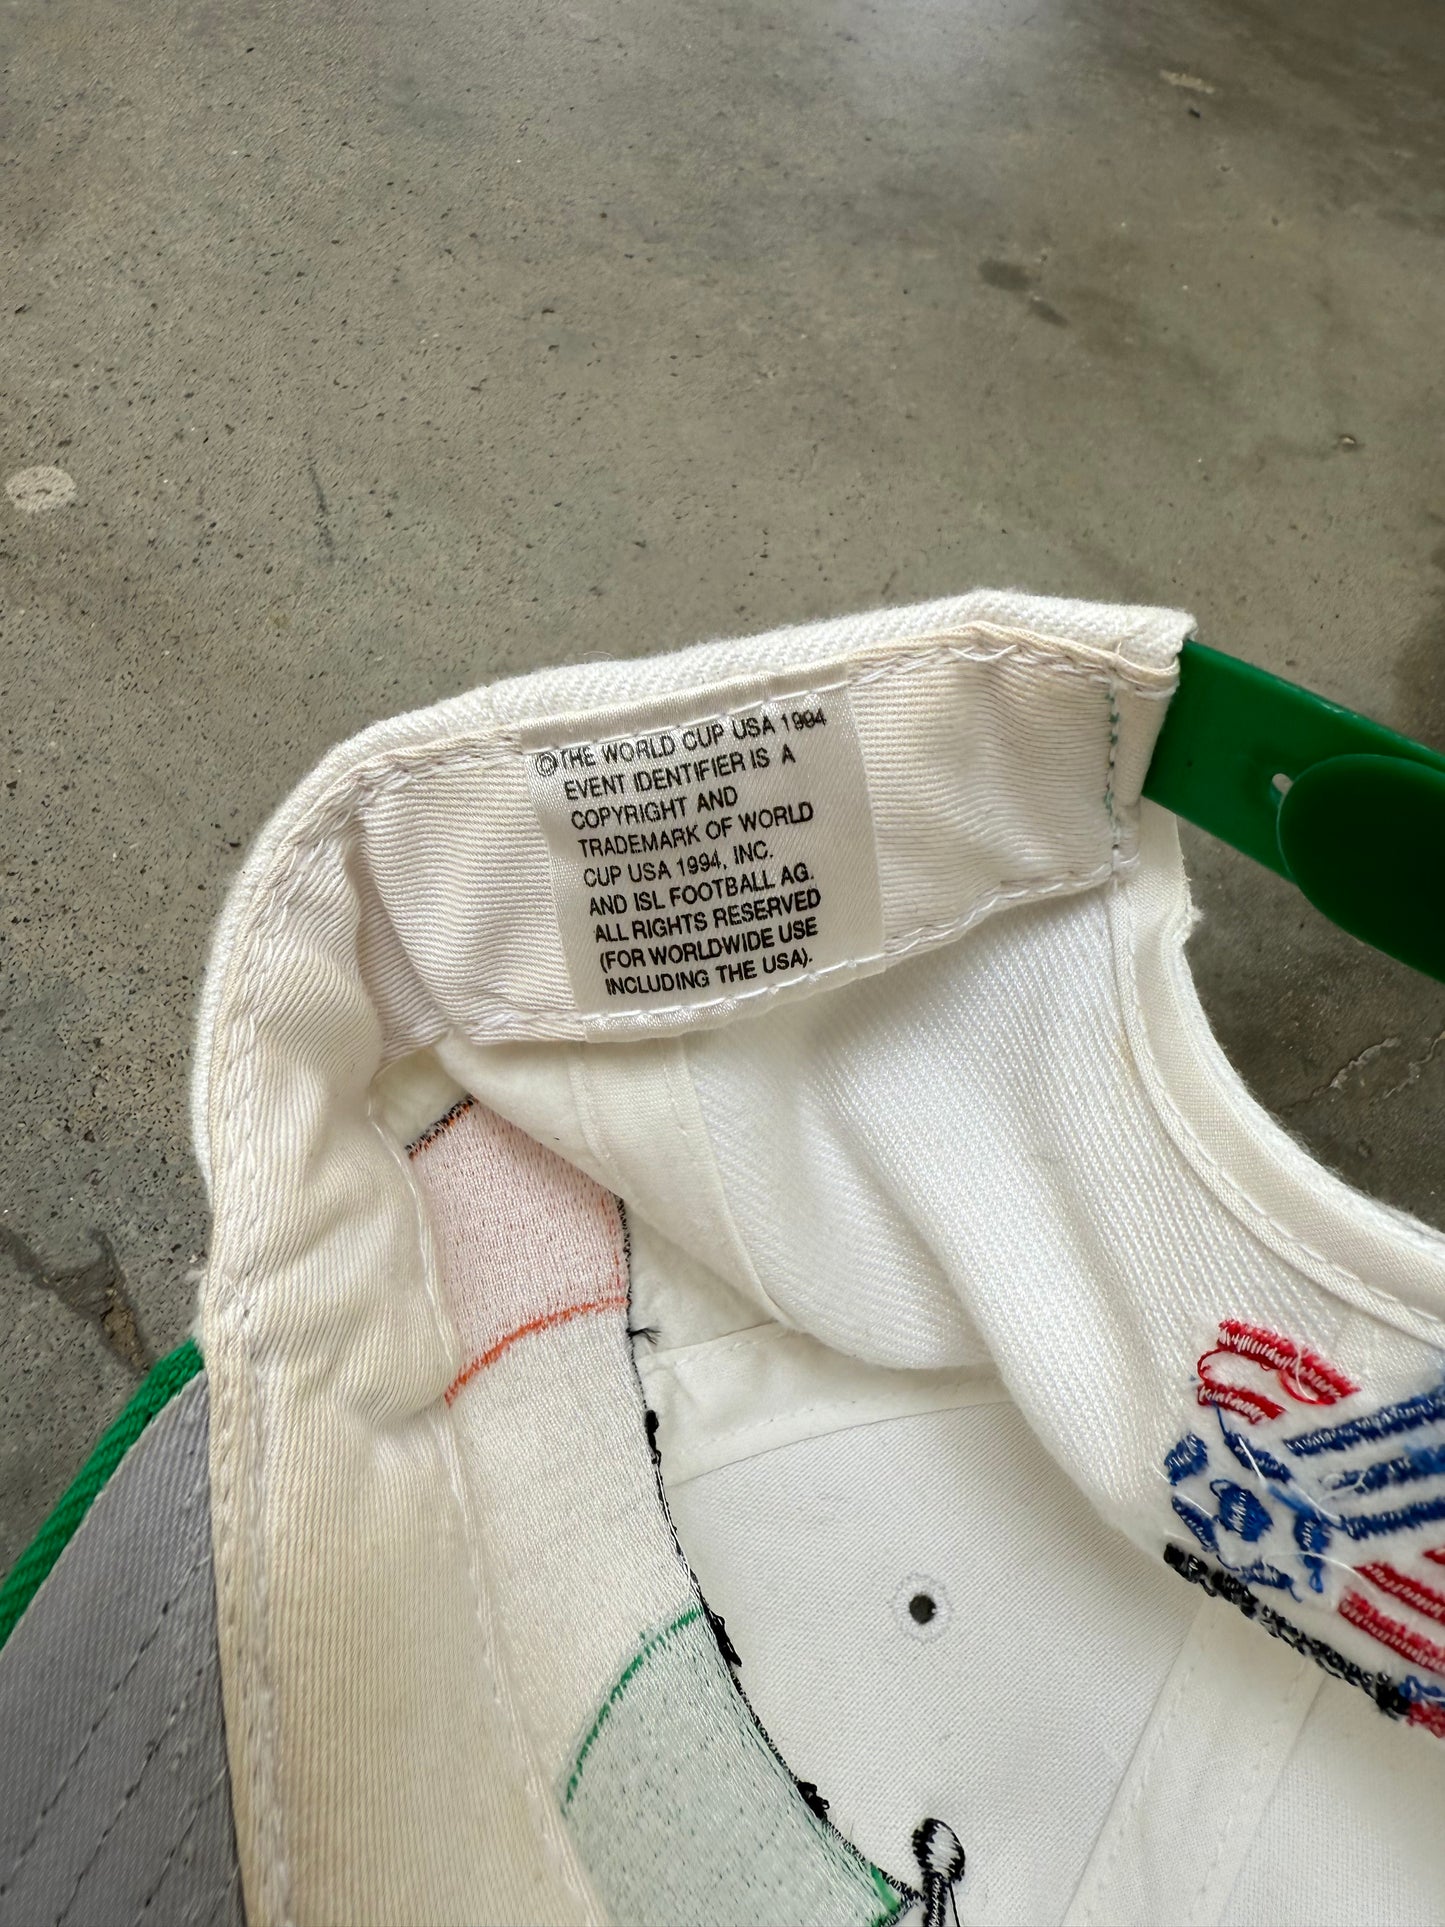 ©THE WORLD CUP USA 1994
EVENT IDENTIFIER IS A
COPYRIGHT AND
TRADEMARK OF WORLD
CUP USA 1994, INC.
AND ISL FOOTBALL AG.
ALL RIGHTS RESERVED
(FOR WORLDWIDE USE
INCLUDING THE USA).